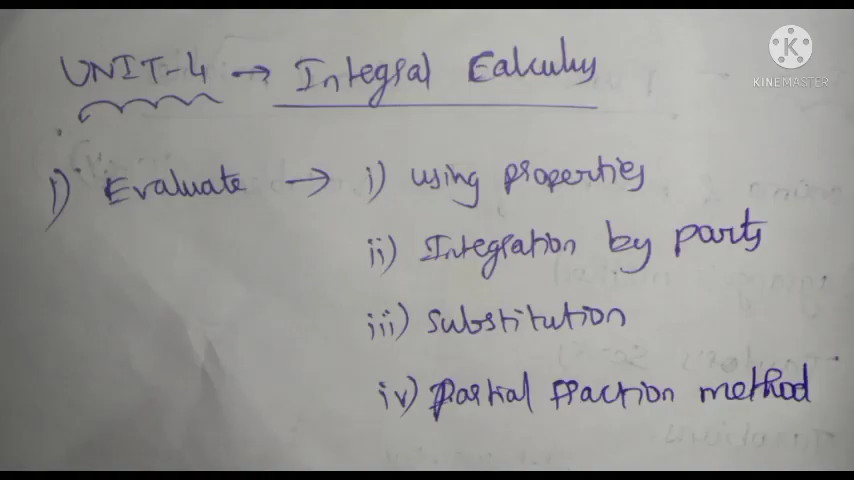 UNIT-4 → Integral Calculus
K
KINEMASTER
1) Evaluate → i) using properties
ii) Integration by parts
iii) substitution
iv) Partial fraction method